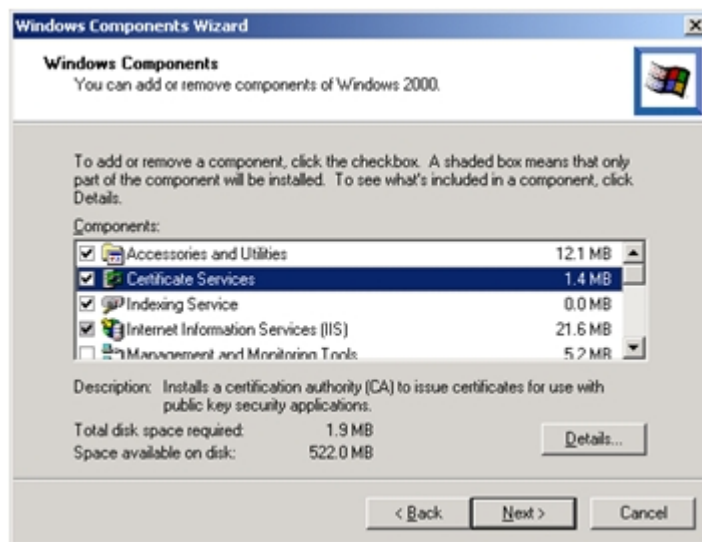 Windows Components Wizard
Windows Components
You can add or remove components of Windows 2000.
To add or remove a component, click the checkbox. A shaded box means that only
part of the component will be installed. To see what's included in a component, click
Details.
Components:
Accessories and Utilities 12.1 MB
Certificate Services 1.4 MB
Indexing Service 0.0 MB
Internet Information Services (IIS) 21.6 MB
Management and Monitoring Tools 5.2 MB
Description: Installs a certification authority (CA) to issue certificates for use with
public key security applications.
Total disk space required: 1.9 MB
Space available on disk: 522.0 MB
Details...
< Back Next > Cancel